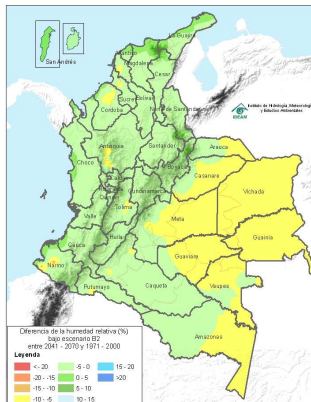 La Guajira
Atlántico
Magdalena
Cesar
San Andrés
Sucre
Bolívar
Norte de Santander
Córdoba
Instituto de Hidrología, Meteorología
y Estudios Ambientales
IDEAM
Antioquia
Santander
Arauca
Choco
Boyacá
Casanare
Caldas
Cundinamarca
Vichada
Tolima
Valle
Meta
Guainía
Huila
Cauca
Guaviare
Nariño
Vaupes
Putumayo
Caqueta
Amazonas
Diferencia de la humedad relativa (%)
bajo escenario B2
entre 2041 - 2070 y 1971 - 2000
Leyenda
< - 20 -5 - 0 15 - 20
-20 - -15 0 - 5 >20
-15 - -10 5 - 10
-10 - -5 10 - 15